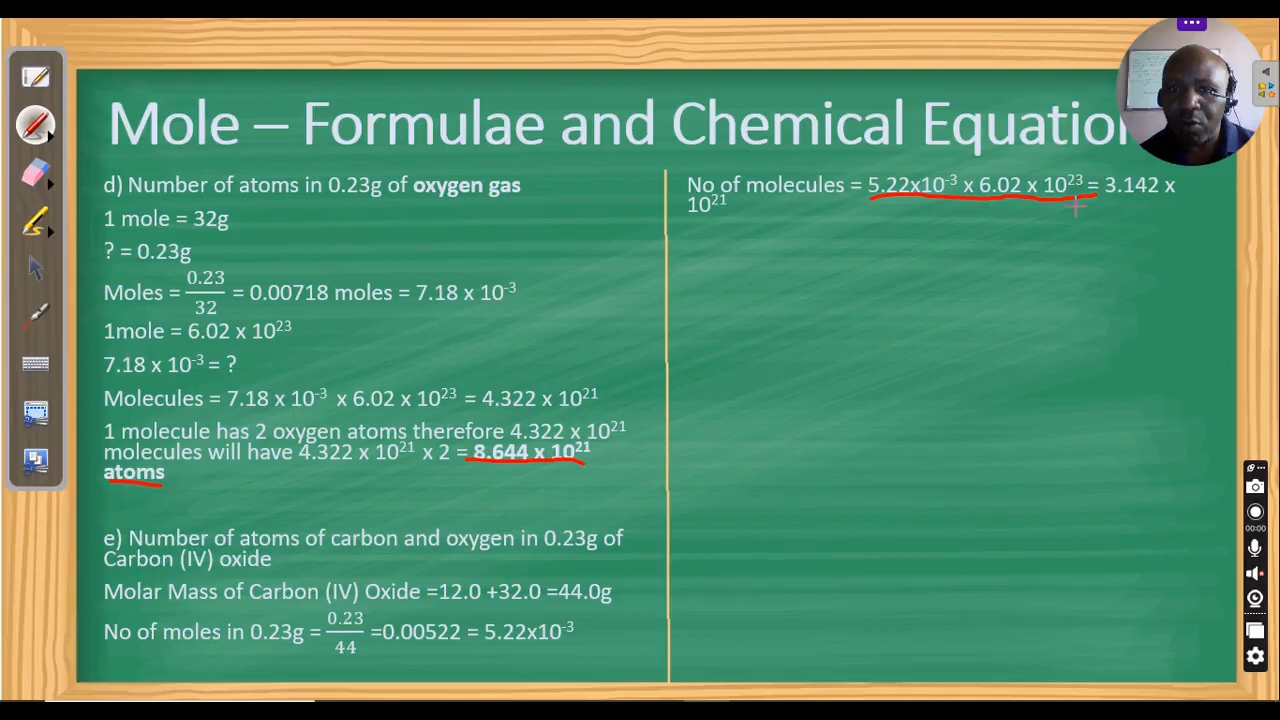 Mole – Formulae and Chemical Equation
d) Number of atoms in 0.23g of oxygen gas
1 mole = 32g
? = 0.23g
Moles = 0.23/32 = 0.00718 moles = 7.18 x 10⁻³
1mole = 6.02 x 10²³
7.18 x 10⁻³ = ?
Molecules = 7.18 x 10⁻³ x 6.02 x 10²³ = 4.322 x 10²¹
1 molecule has 2 oxygen atoms therefore 4.322 x 10²¹
molecules will have 4.322 x 10²¹ x 2 = 8.644 x 10²¹
atoms
e) Number of atoms of carbon and oxygen in 0.23g of
Carbon (IV) oxide
Molar Mass of Carbon (IV) Oxide =12.0 +32.0 =44.0g
No of moles in 0.23g = 0.23/44 =0.00522 = 5.22x10⁻³
No of molecules = 5.22x10⁻³ x 6.02 x 10²³ = 3.142 x
10²¹
00:00